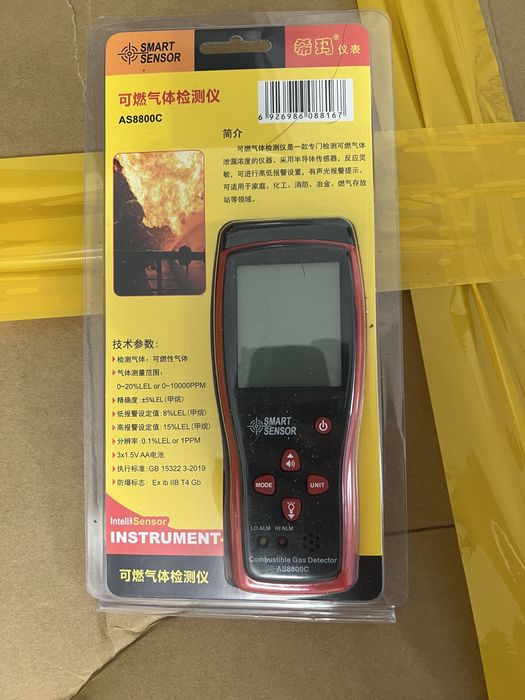 SMART
SENSOR
希玛® 仪表
可燃气体检测仪
AS8800C
6 926986 088167
简介
可燃气体检测仪是一款专门检测可燃气体
泄漏浓度的仪器。采用半导体传感器,反应灵
敏,可进行高低报警设置,有声光报警提示。
可适用于家庭、化工、消防、冶金、燃气存放
站等领域。
技术参数:
检测气体:可燃性气体
气体测量范围:
0~20%LEL or 0~10000PPM
精确度:±5%LEL(甲烷)
低报警设定值:8%LEL(甲烷)
高报警设定值:15%LEL(甲烷)
分辨率:0.1%LEL or 1PPM
3x1.5V AA电池
执行标准:GB 15322 3-2019
防爆标志:Ex ib IIB T4 Gb
Intell Sensor
INSTRUMENT
可燃气体检测仪
SMART
SENSOR
MODE
UNIT
LO ALM HI ALM
Combustible Gas Detector
AS8800C